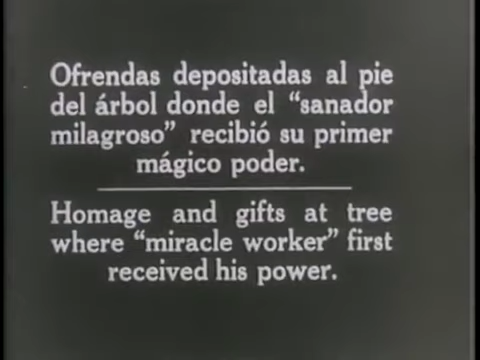 Ofrendas depositadas al pie
del árbol donde el “sanador
milagroso” recibió su primer
mágico poder.
Homage and gifts at tree
where “miracle worker” first
received his power.